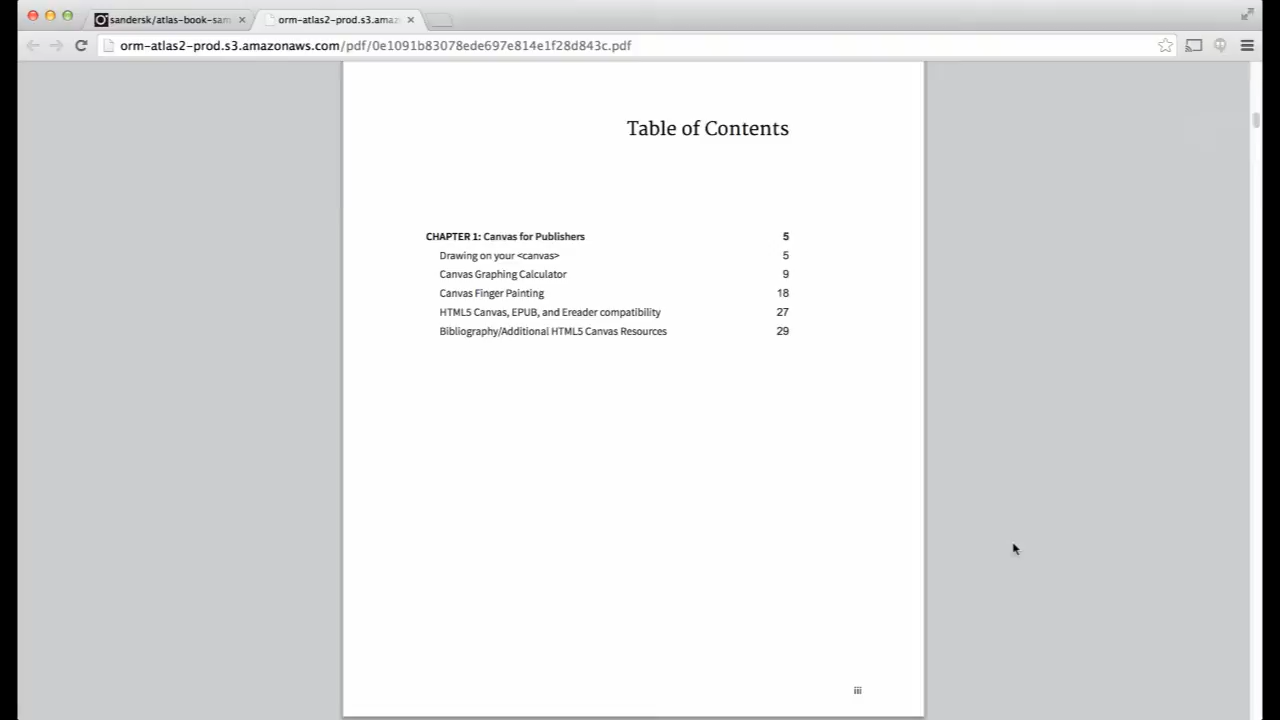 sandersk/atlas-book-sam
orm-atlas2-prod.s3.amaz
orm-atlas2-prod.s3.amazonaws.com/pdf/0e1091b83078ede697e814e1f28d843c.pdf
Table of Contents
CHAPTER 1: Canvas for Publishers 5
Drawing on your <canvas> 5
Canvas Graphing Calculator 9
Canvas Finger Painting 18
HTML5 Canvas, EPUB, and Ereader compatibility 27
Bibliography/Additional HTML5 Canvas Resources 29
iii